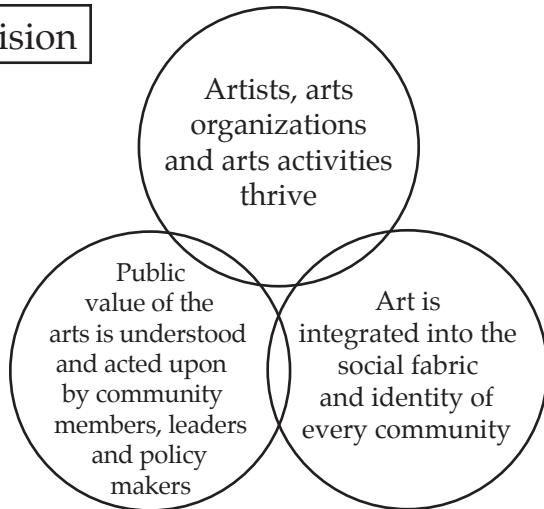 ision
Artists, arts
organizations
and arts activities
thrive
Public
value of the
arts is understood
and acted upon
by community
members, leaders
and policy
makers
Art is
integrated into the
social fabric
and identity of
every community